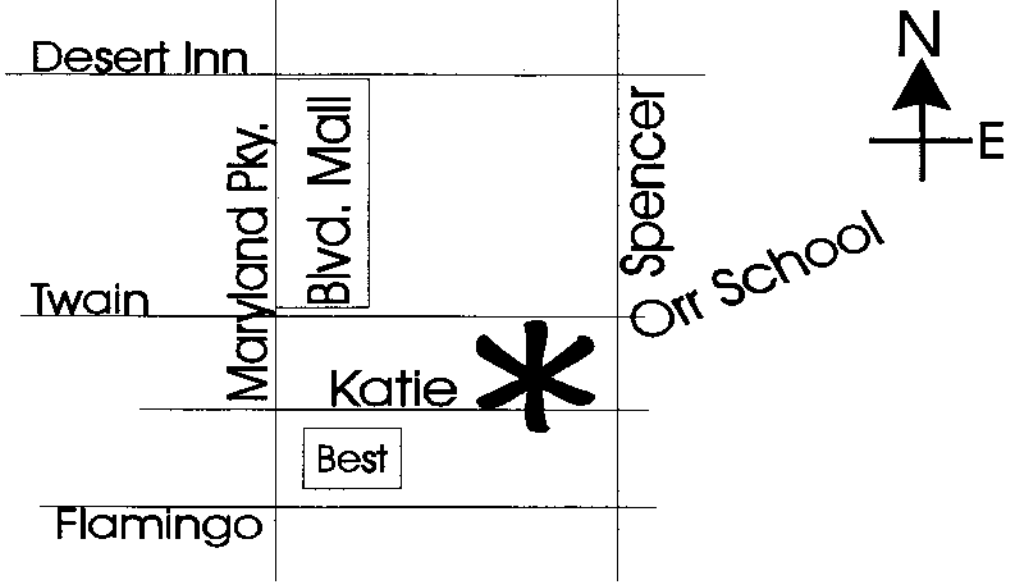 N
Desert Inn
E
Blvd. Mall
Spencer
Maryland Pky.
Orr School
Twain
Katie
Best
Flamingo